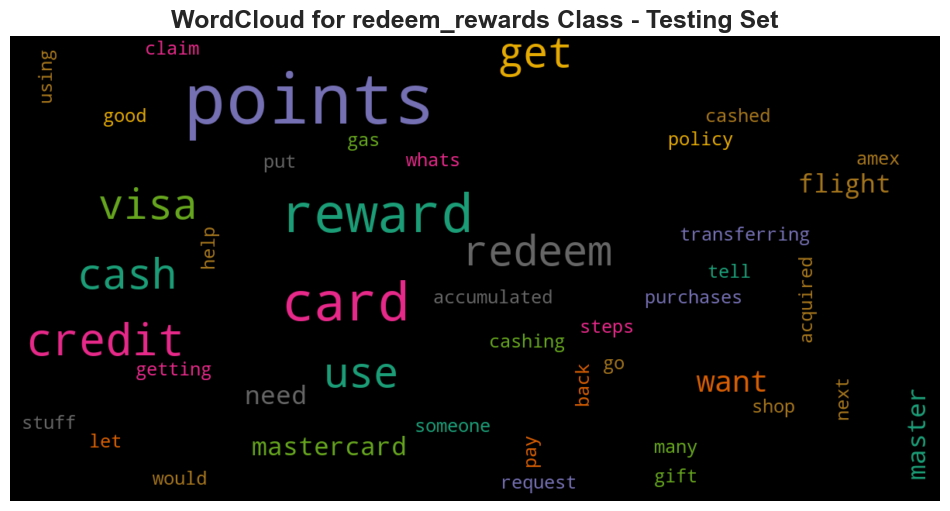 WordCloud for redeem_rewards Class - Testing Set
claim
get
using
points
good
cashed
gas
policy
put
whats
amex
flight
visa
reward
help
redeem
transferring
cash
tell
acquired
card
accumulated
purchases
credit
steps
cashing
getting
use
back
go
want
need
shop
next
master
stuff
let
mastercard
someone
pay
many
would
request
gift